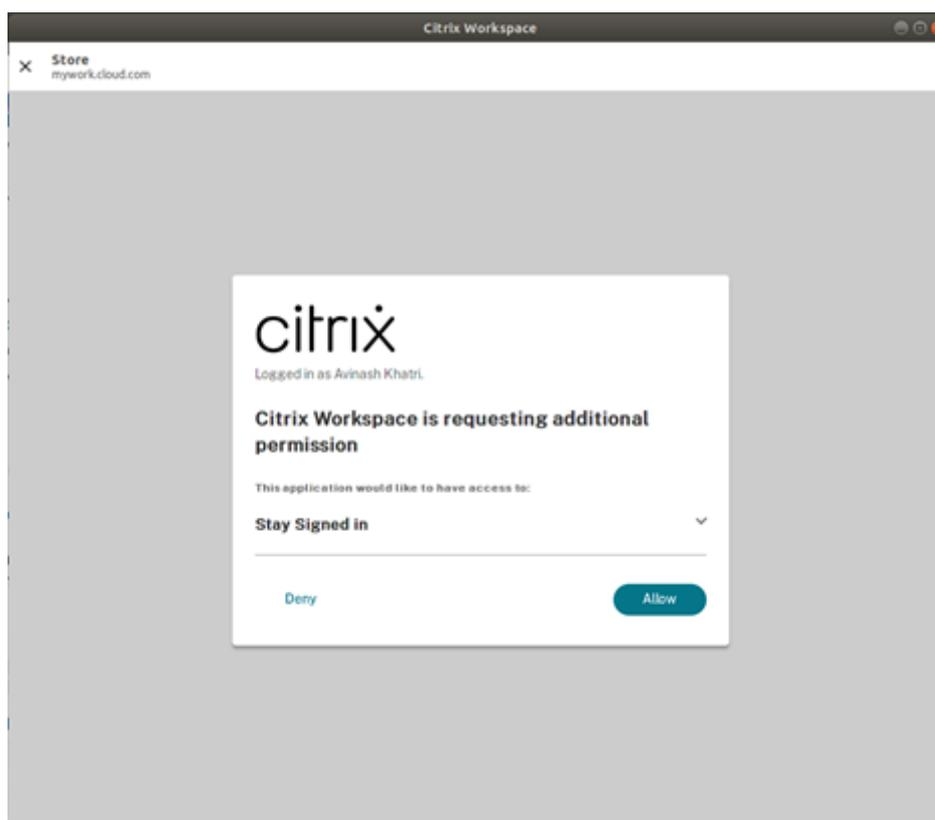 Citrix Workspace
Store
mywork.cloud.com
citrix
Logged in as Avinash Khatri.
Citrix Workspace is requesting additional
permission
This application would like to have access to:
Stay Signed in
Deny
Allow